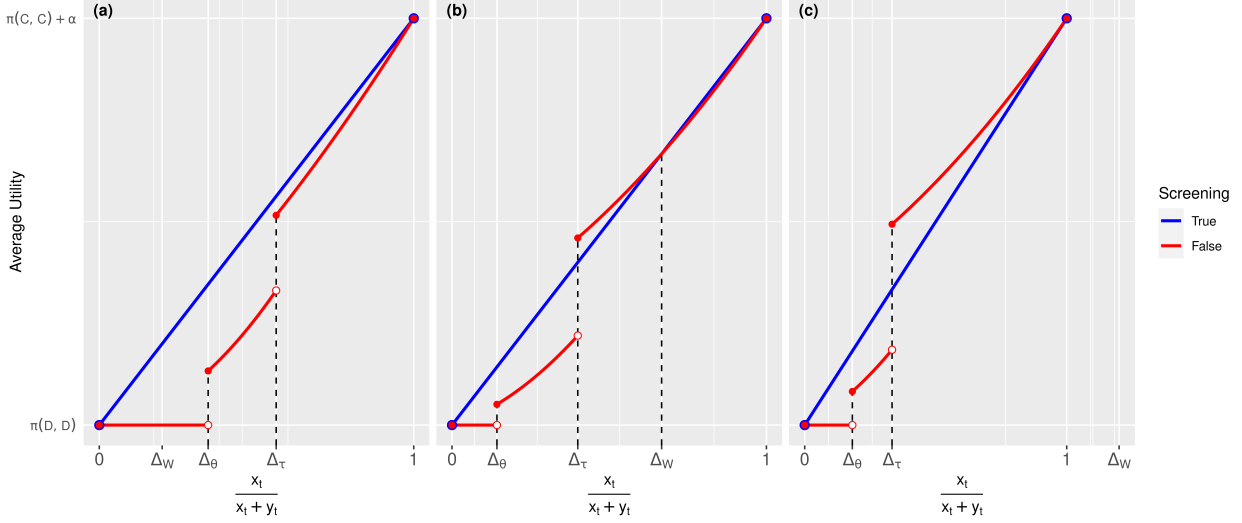 (a)
(b)
(c)
π(C, C) + α
Average Utility
π(D, D)
0 Δ_W Δ_θ Δ_τ 1
0 Δ_θ Δ_τ Δ_W 1
0 Δ_θ Δ_τ 1 Δ_W
x_t
x_t + y_t
x_t
x_t + y_t
x_t
x_t + y_t
Screening
True
False